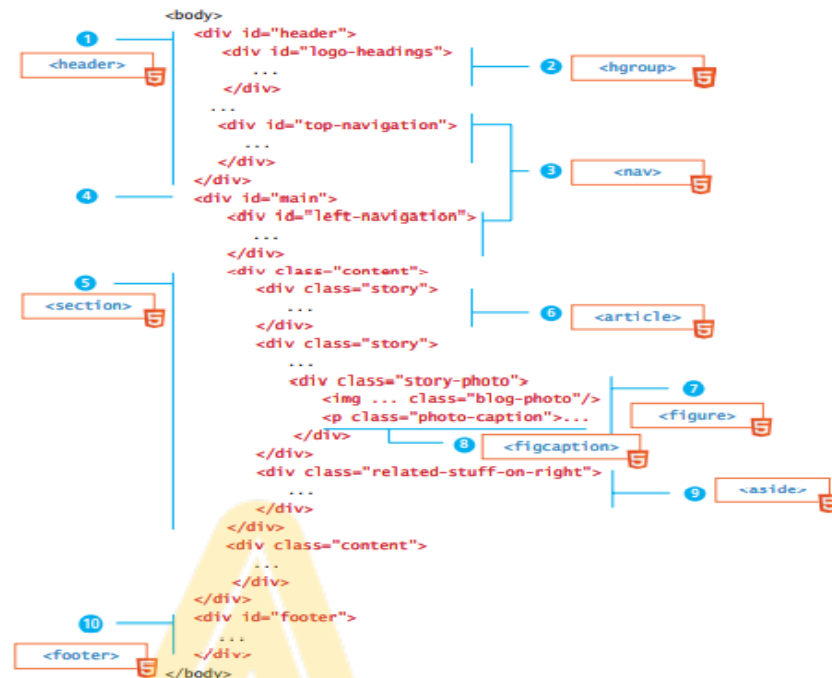 <body>
<div id="header">
1
<header>
<div id="logo-headings">
2
<hgroup>
...
</div>
...
<div id="top-navigation">
...
</div>
3
<nav>
</div>
4
<div id="main">
<div id="left-navigation">
...
</div>
5
<section>
<div class="content">
<div class="story">
...
6
<article>
</div>
<div class="story">
...
<div class="story-photo">
7
<img ... class="blog-photo"/>
<figure>
<p class="photo-caption">...
</div>
8
<figcaption>
</div>
<div class="related-stuff-on-right">
...
9
<aside>
</div>
</div>
<div class="content">
...
</div>
</div>
10
<div id="footer">
...
<footer>
</div>
</body>